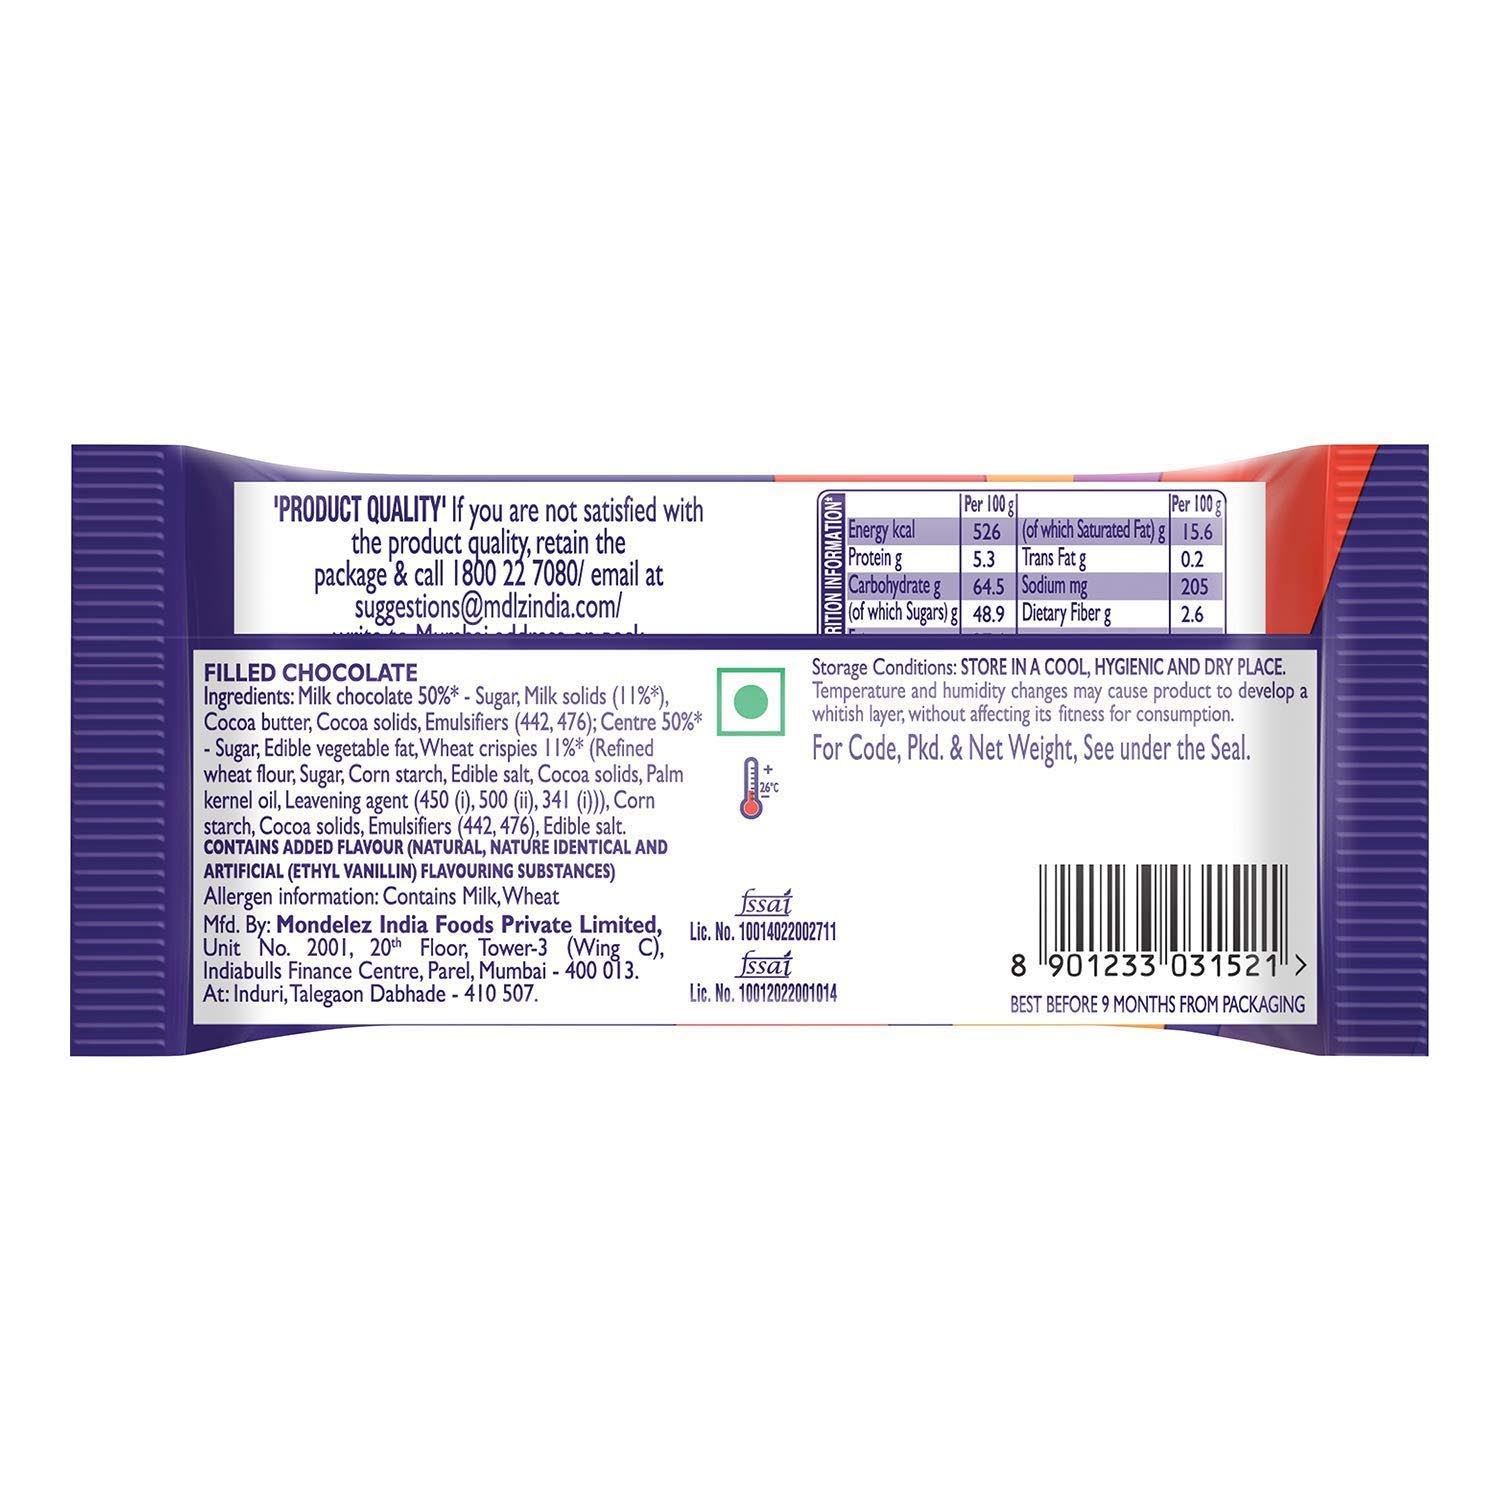 'PRODUCT QUALITY' If you are not satisfied with
the product quality, retain the
package & call 1800 22 7080/ email at
suggestions@mdlzindia.com/
Per 100 g Per 100 g
Energy kcal 526 (of which Saturated Fat) g 15.6
Protein g 5.3 Trans Fat g 0.2
Carbohydrate g 64.5 Sodium mg 205
(of which Sugars) g 48.9 Dietary Fiber g 2.6
RITION INFORMATION*
FILLED CHOCOLATE
Ingredients: Milk chocolate 50%* - Sugar, Milk solids (11%*),
Cocoa butter, Cocoa solids, Emulsifiers (442, 476); Centre 50%*
- Sugar, Edible vegetable fat, Wheat crispies 11%* (Refined
wheat flour, Sugar, Corn starch, Edible salt, Cocoa solids, Palm
kernel oil, Leavening agent (450 (i), 500 (ii), 341 (i))), Corn
starch, Cocoa solids, Emulsifiers (442, 476), Edible salt.
CONTAINS ADDED FLAVOUR (NATURAL, NATURE IDENTICAL AND
ARTIFICIAL (ETHYL VANILLIN) FLAVOURING SUBSTANCES)
Allergen information: Contains Milk, Wheat
Mfd. By: Mondelez India Foods Private Limited,
Unit No. 2001, 20th Floor, Tower-3 (Wing C),
Indiabulls Finance Centre, Parel, Mumbai - 400 013.
At: Induri, Talegaon Dabhade - 410 507.
+
26°C
fssai
Lic. No. 10014022002711
fssai
Lic. No. 10012022001014
Storage Conditions: STORE IN A COOL, HYGIENIC AND DRY PLACE.
Temperature and humidity changes may cause product to develop a
whitish layer, without affecting its fitness for consumption.
For Code, Pkd. & Net Weight, See under the Seal.
8 901233 031521 >
BEST BEFORE 9 MONTHS FROM PACKAGING